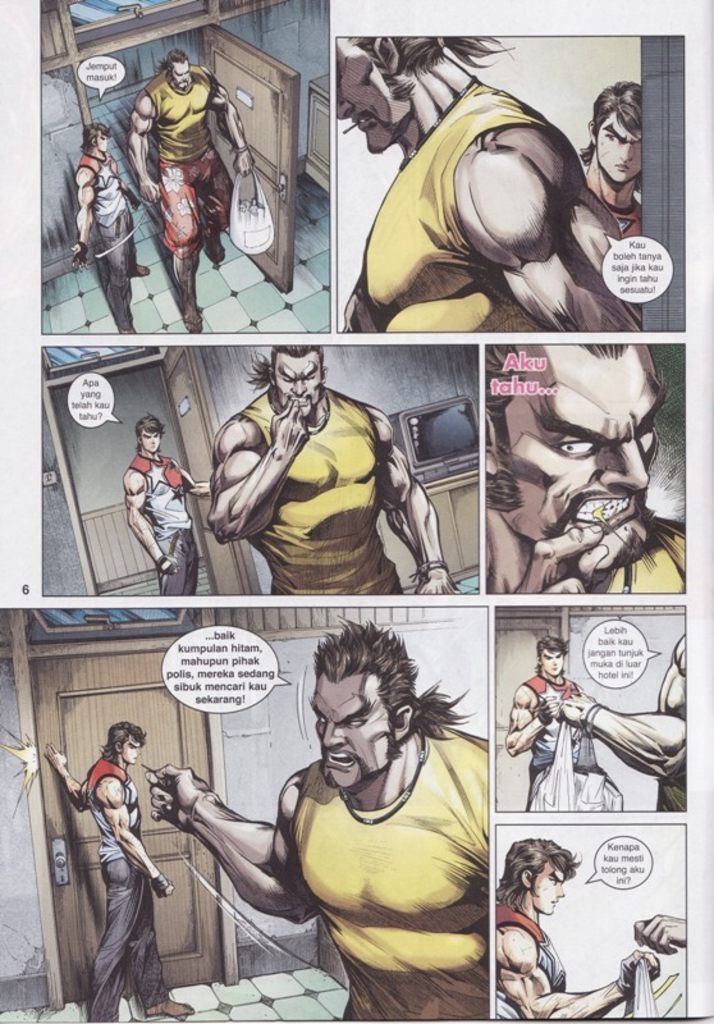 Jemput
masuk!
Kau
boleh tanya
saja jika kau
ingin tahu
sesuatu!
Apa
yang
telah kau
tahu?
Aku
tahu...
6
...baik
kumpulan hitam,
mahupun pihak
polis, mereka sedang
sibuk mencari kau
sekarang!
Lebih
baik kau
jangan tunjuk
muka di luar
hotel ini!
Kenapa
kau mesti
tolong aku
ini?